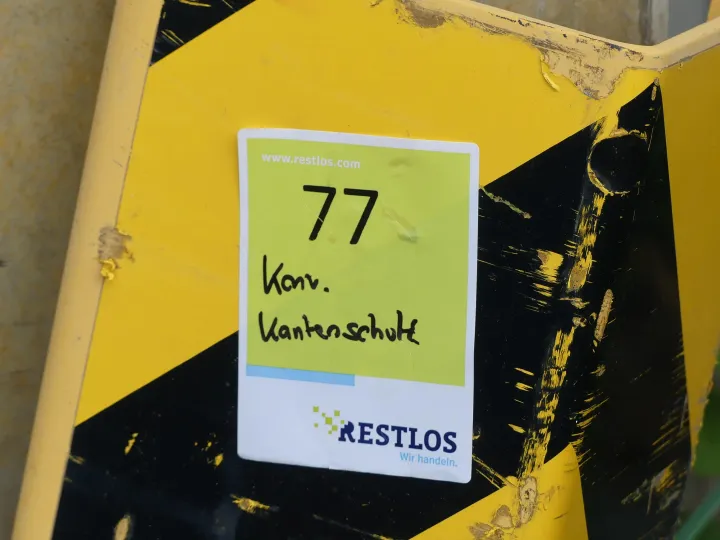 www.restlos.com
77
Konv.
Kantenschutz
RESTLOS
Wir handeln.